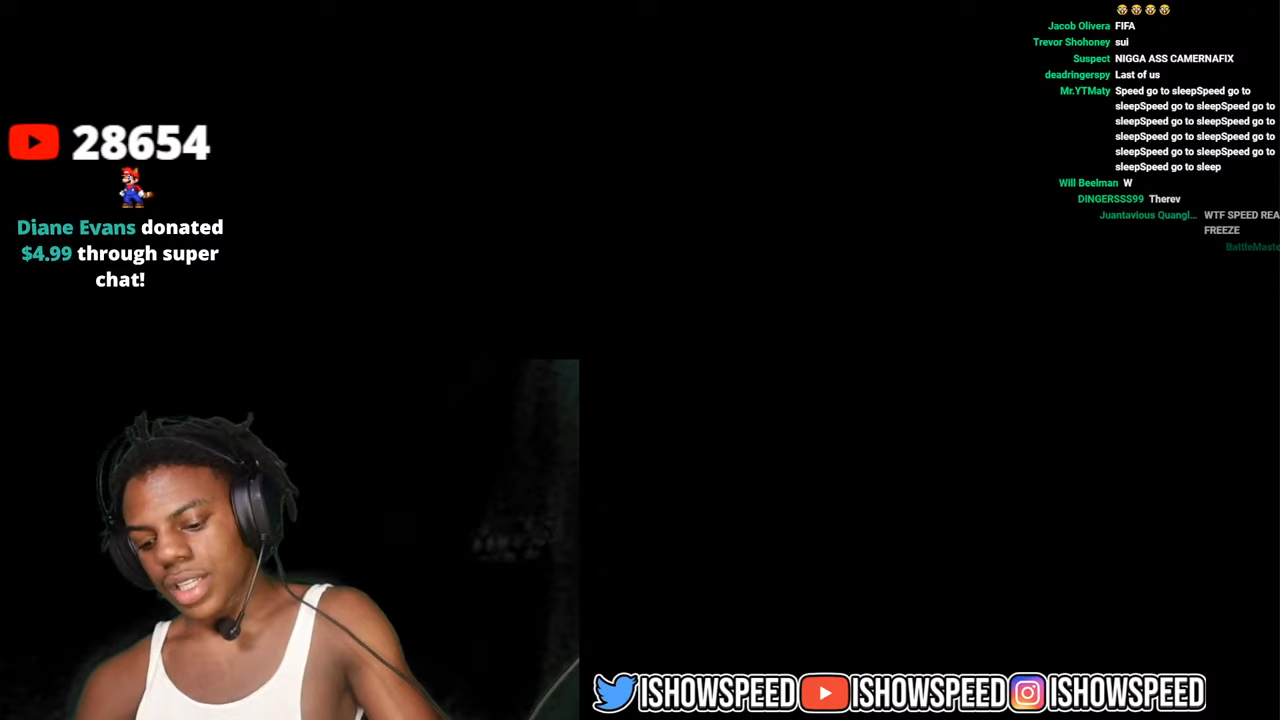 Jacob Olivera FIFA
Trevor Shohoney sui
Suspect NIGGA ASS CAMERNAFIX
deadringerspy Last of us
Mr.YTMaty Speed go to sleepSpeed go to
sleepSpeed go to sleepSpeed go to
sleepSpeed go to sleepSpeed go to
sleepSpeed go to sleepSpeed go to
sleepSpeed go to sleepSpeed go to
sleepSpeed go to sleep
Will Beelman W
DINGERSSS99 Therev
Juantavious Quangl... WTF SPEED REA
FREEZE
BattleMaste
28654
Diane Evans donated
$4.99 through super
chat!
ISHOWSPEED ISHOWSPEED ISHOWSPEED